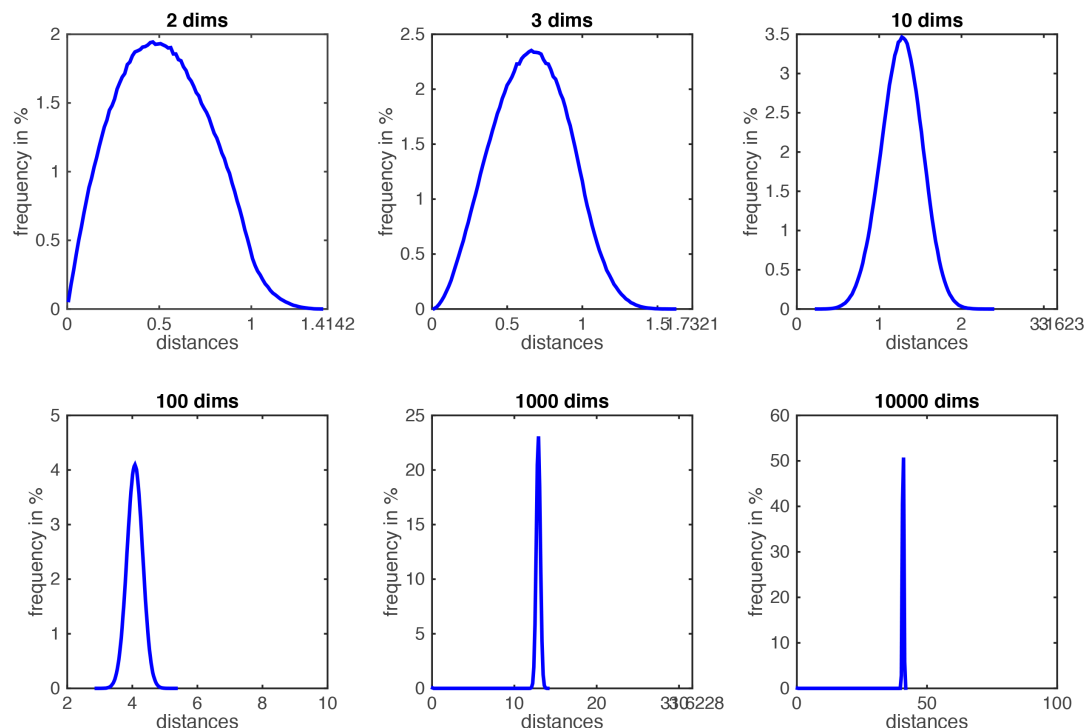 2 dims
frequency in %
2
1.5
1
0.5
0
0 0.5 1 1.4142
distances
3 dims
frequency in %
2.5
2
1.5
1
0.5
0
0 0.5 1 1.5 1.7321
distances
10 dims
frequency in %
3.5
3
2.5
2
1.5
1
0.5
0
0 1 2 3 3.1623
distances
100 dims
frequency in %
5
4
3
2
1
0
2 4 6 8 10
distances
1000 dims
frequency in %
25
20
15
10
5
0
0 10 20 30 31.6228
distances
10000 dims
frequency in %
60
50
40
30
20
10
0
0 50 100
distances